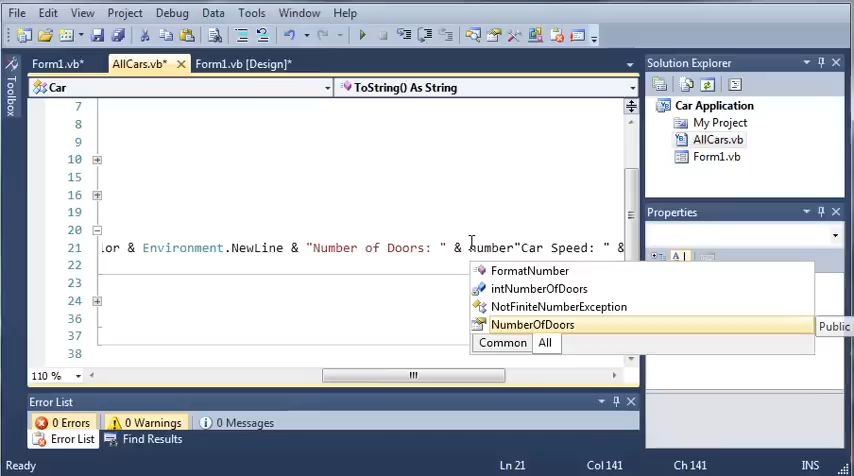 File Edit View Project Debug Data Tools Window Help
Form1.vb* AllCars.vb* Form1.vb [Design]*
Car ToString() As String
7
8
9
10
16
19
20
21 lor & Environment.NewLine & "Number of Doors: " & number"Car Speed: " &
22
23
24
36
37
38
FormatNumber
intNumberOfDoors
NotFiniteNumberException
NumberOfDoors
Public
Common All
110 %
Toolbox
Solution Explorer
Car Application
My Project
AllCars.vb
Form1.vb
Properties
Error List
0 Errors 0 Warnings 0 Messages
Error List Find Results
Ready Ln 21 Col 141 Ch 141 INS